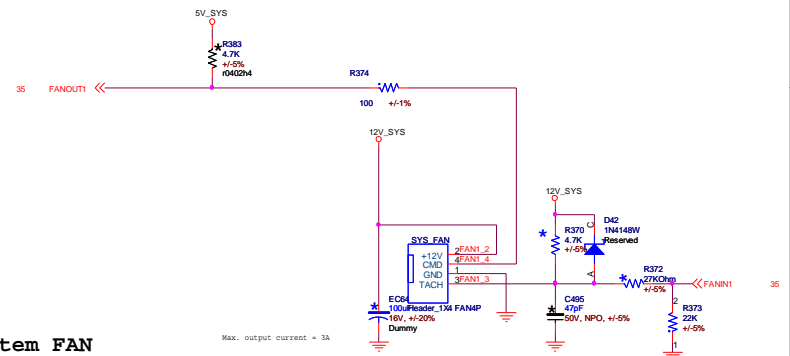 5V_SYS
R383
4.7K
+/-5%
r0402h4
35 FANOUT1
R374
100 +/-1%
12V_SYS
12V_SYS
R370
4.7K
+/-5%
D42
1N4148W
Reserved
C
A
SYS_FAN
+12V 2 FAN1_2
CMD 4 FAN1_4
GND 1
TACH 3 FAN1_3
R372
27KOhm
+/-5%
FANIN1 35
EC64
100uF
Header_1X4 FAN4P
16V, +/-20%
Dummy
C495
47pF
50V, NPO, +/-5%
2
R373
22K
+/-5%
1
tem FAN
Max. output current = 3A